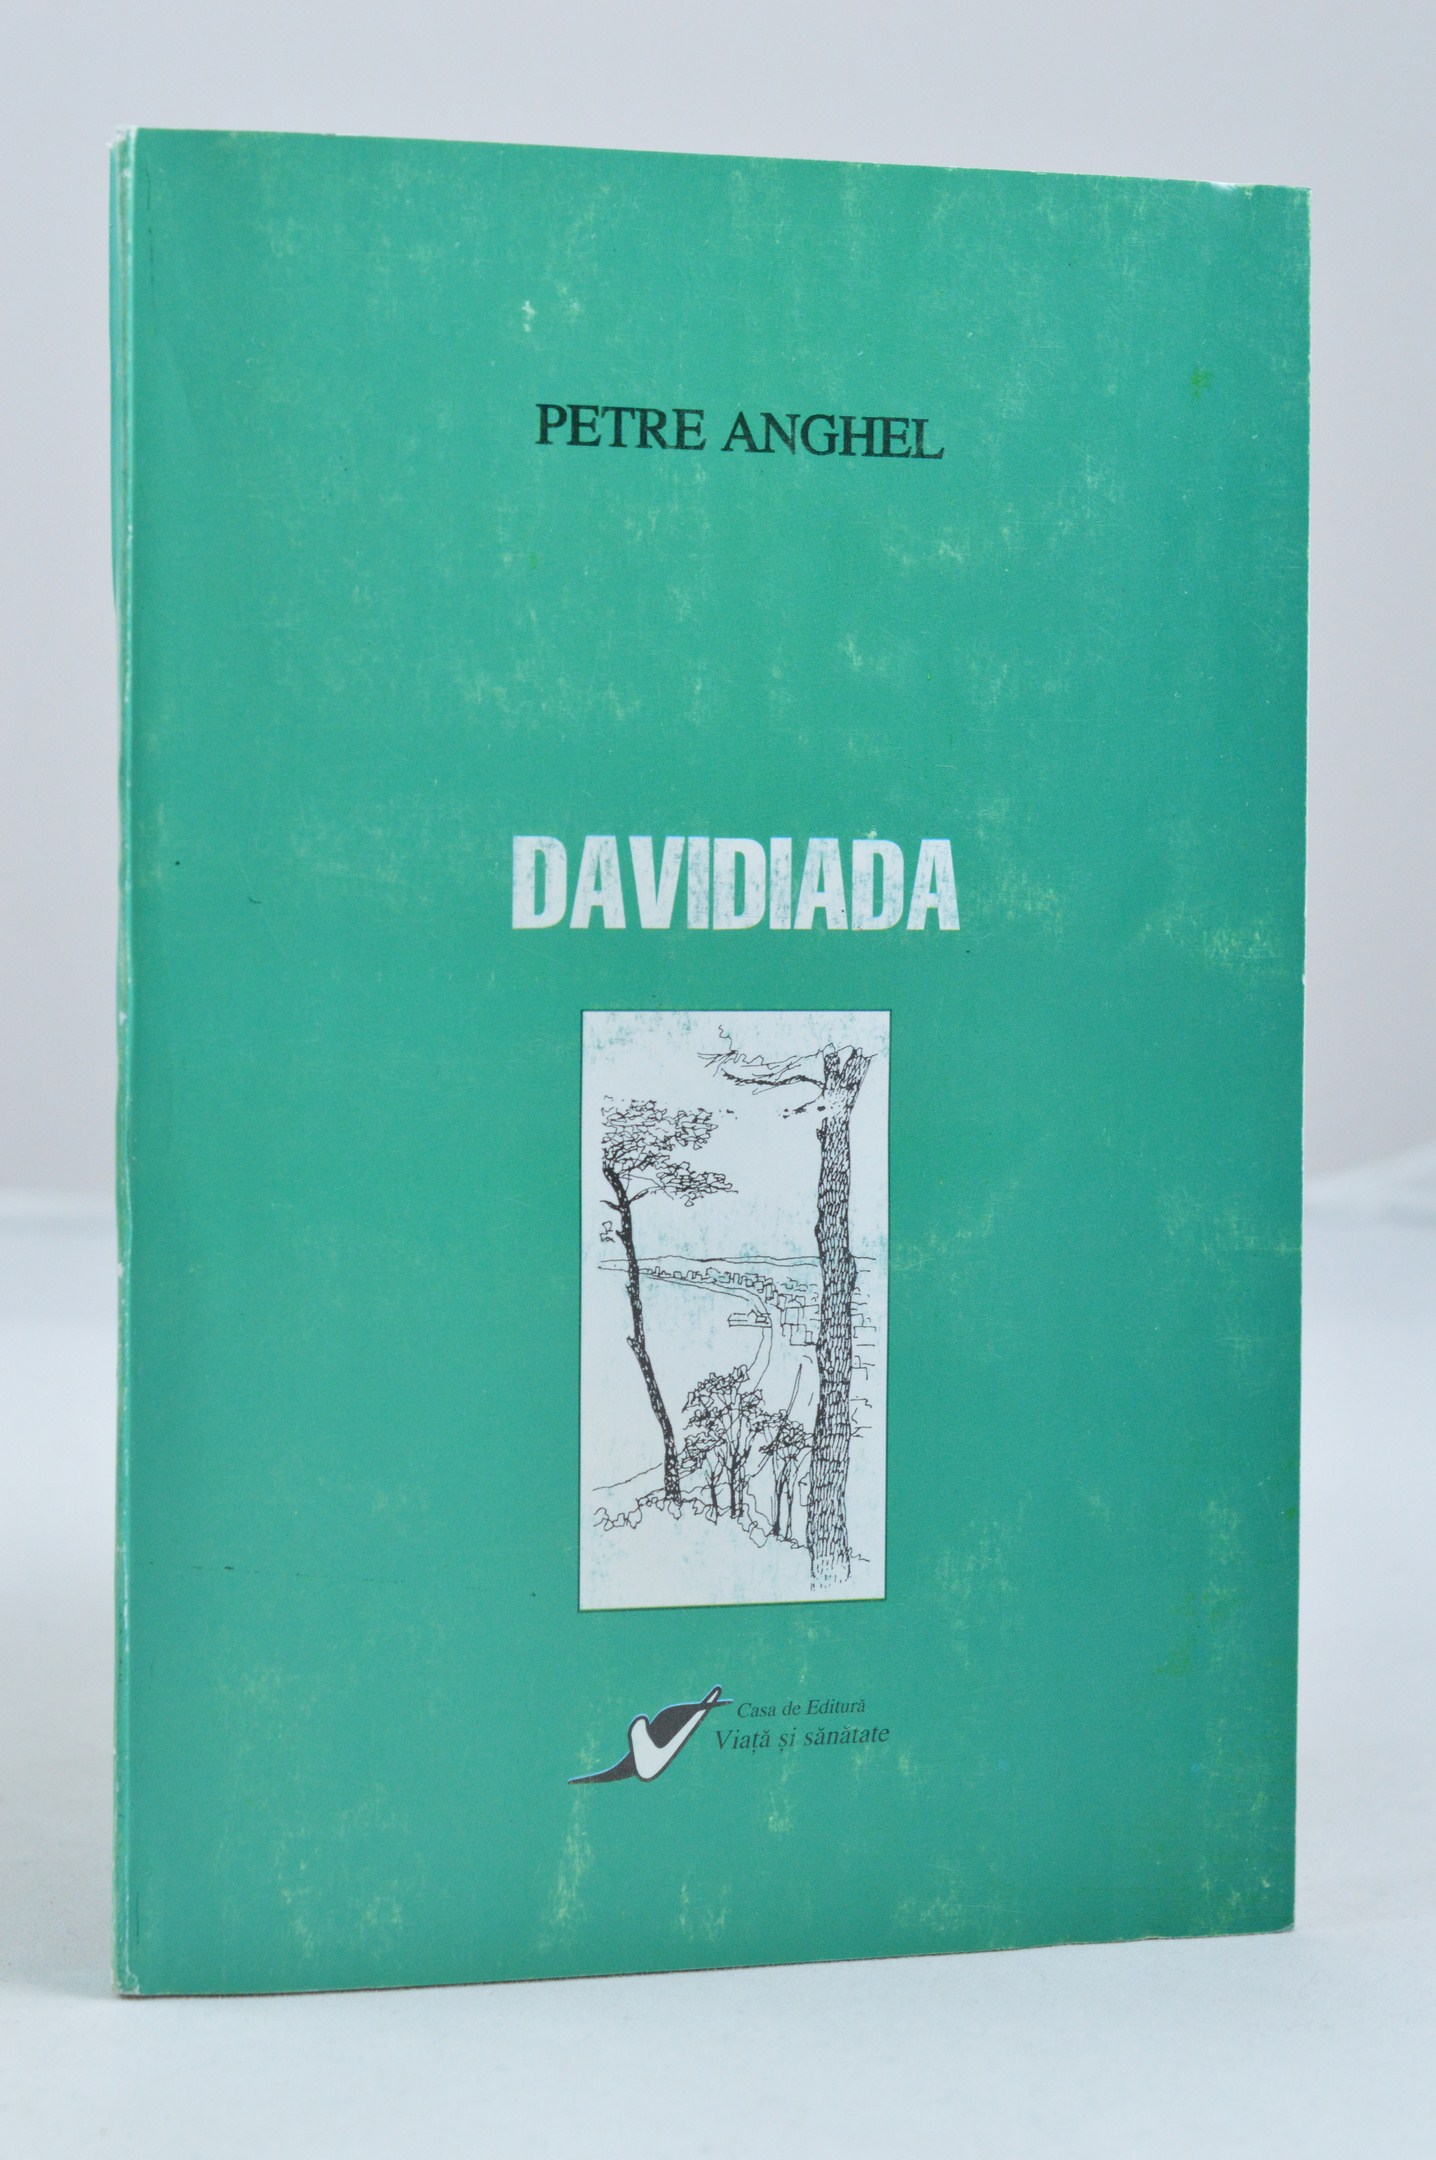 PETRE ANGHEL
DAVIDIADA
Casa de Editură
Viață și sănătate